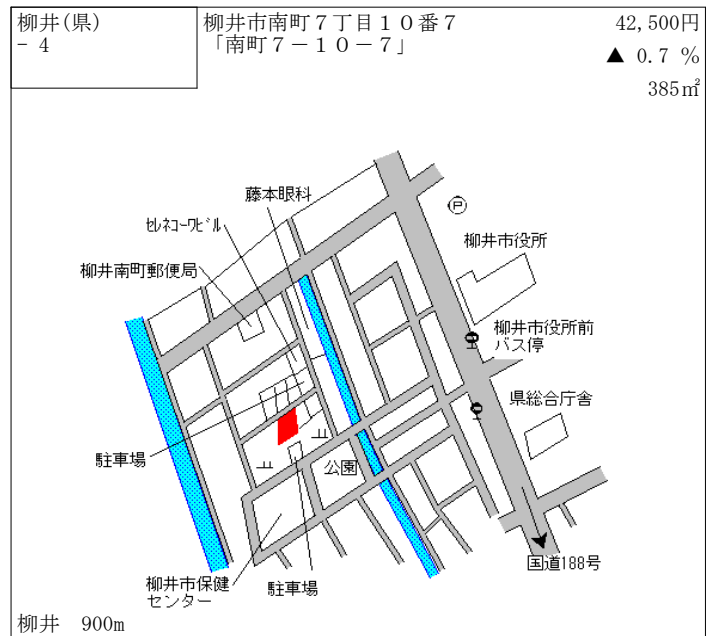 柳井(県)
- 4
柳井市南町７丁目１０番７
「南町７－１０－７」
42,500円
▲ 0.7 %
385㎡
藤本眼科
ｾﾙﾈｺｰﾜﾋﾞﾙ
P
柳井市役所
柳井南町郵便局
柳井市役所前
バス停
県総合庁舎
駐車場
公園
国道188号
柳井市保健
センター
駐車場
柳井 900m